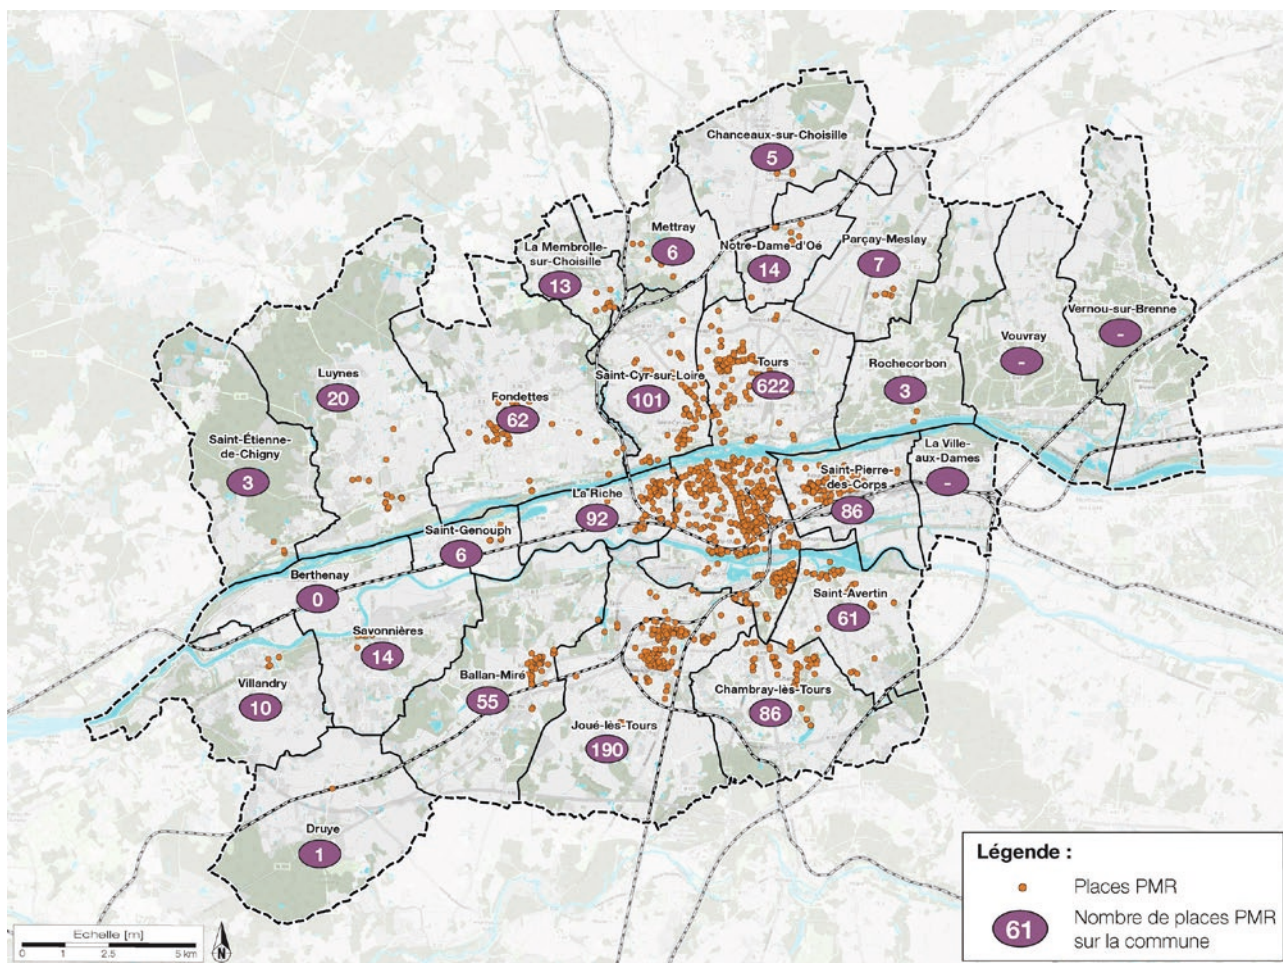 Chanceaux-sur-Choisille
5
Mettray
6
La Membrolle-
sur-Choisille
13
Notre-Dame-d'Oé
14
Parçay-Meslay
7
Vernou-sur-Brenne
-
Vouvray
-
Rochecorbon
3
Tours
622
Saint-Cyr-sur-Loire
101
Luynes
20
Fondettes
62
Saint-Étienne-
de-Chigny
3
La Ville-
aux-Dames
-
Saint-Pierre-
des-Corps
86
La Riche
92
Saint-Genouph
6
Berthenay
0
Savonnières
14
Villandry
10
Ballan-Miré
55
Saint-Avertin
61
Chambray-lès-Tours
86
Joué-lès-Tours
190
Druye
1
Légende :
Places PMR
61
Nombre de places PMR
sur la commune
Echelle [m]
0 1 2.5 5 km
N